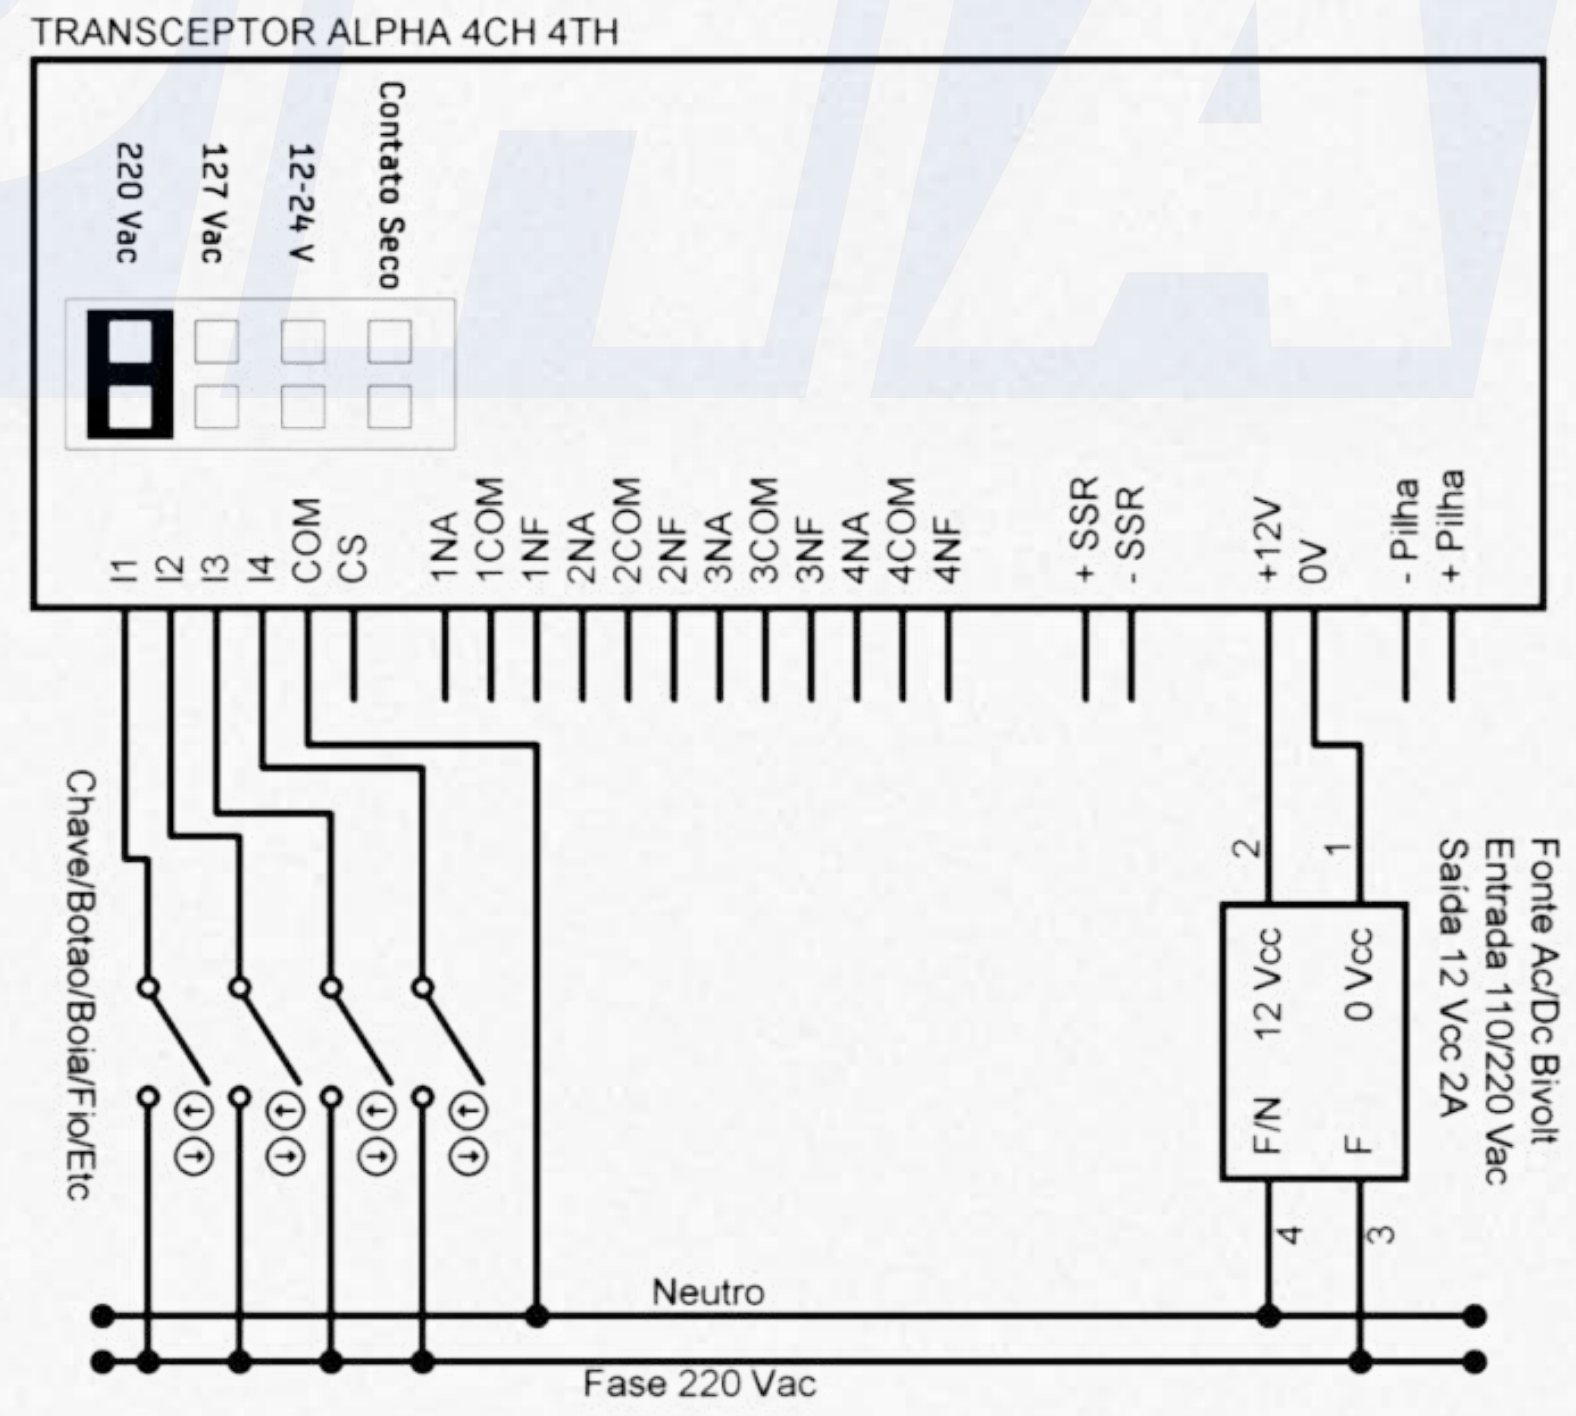 TRANSCEPTOR ALPHA 4CH 4TH
220 Vac
127 Vac
12-24 V
Contato Seco
I1
I2
I3
I4
COM
CS
1NA
1COM
1NF
2NA
2COM
2NF
3NA
3COM
3NF
4NA
4COM
4NF
+ SSR
- SSR
+12V
0V
- Pilha
+ Pilha
Chave/Botao/Boia/Fio/Etc
2
1
12 Vcc
0 Vcc
F/N
F
4
3
Fonte Ac/Dc Bivolt
Entrada 110/220 Vac
Saída 12 Vcc 2A
Neutro
Fase 220 Vac